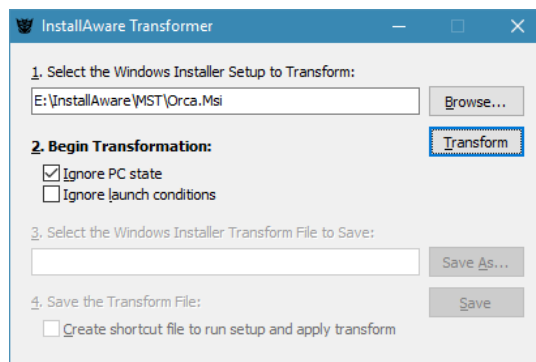 InstallAware Transformer
1. Select the Windows Installer Setup to Transform:
E:\InstallAware\MST\Orca.Msi
Browse...
2. Begin Transformation:
Transform
Ignore PC state
Ignore launch conditions
3. Select the Windows Installer Transform File to Save:
Save As...
4. Save the Transform File:
Save
Create shortcut file to run setup and apply transform